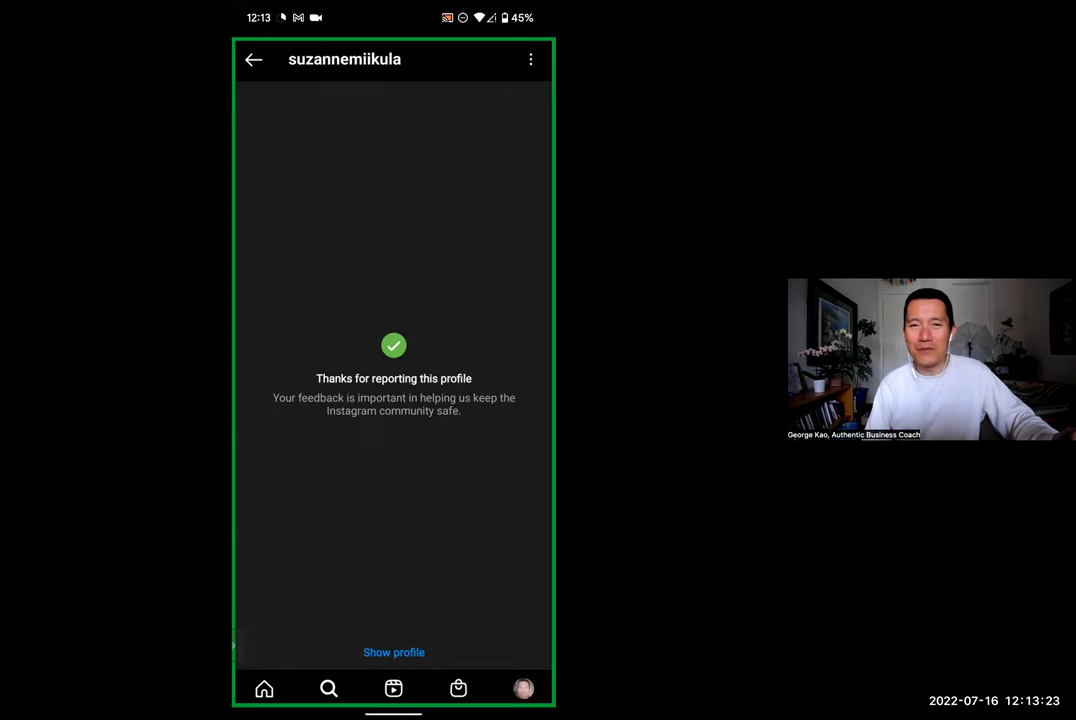 12:13
45%
suzannemiikula
Thanks for reporting this profile
Your feedback is important in helping us keep the
Instagram community safe.
Show profile
George Kao, Authentic Business Coach
2022-07-16 12:13:23